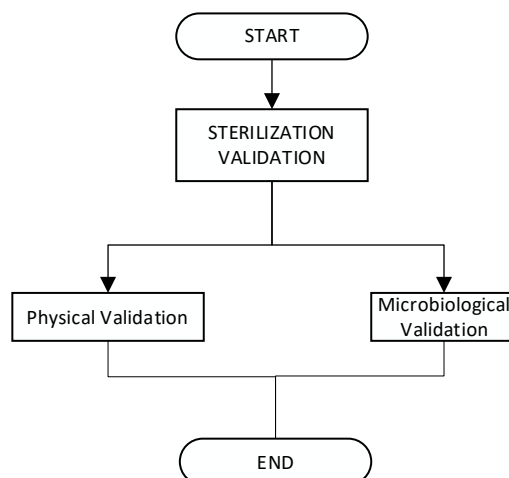 START
STERILIZATION
VALIDATION
Physical Validation
Microbiological
Validation
END